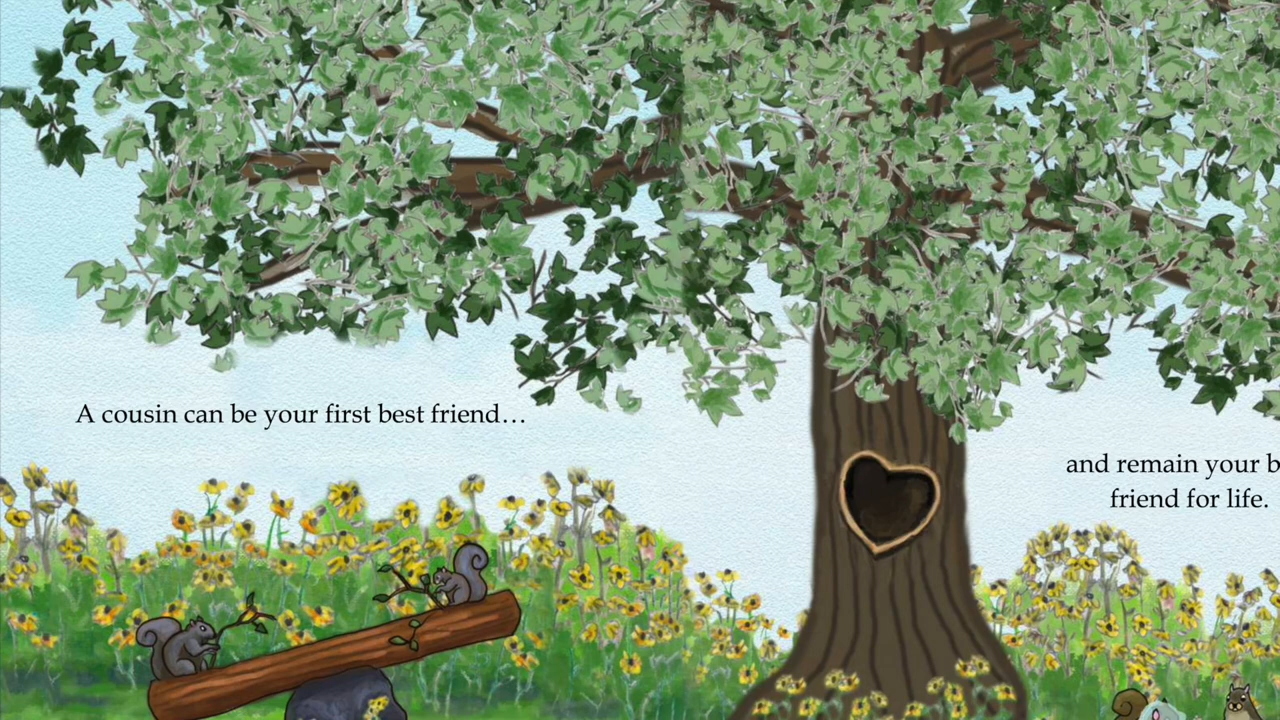 A cousin can be your first best friend…
and remain your
friend for life.